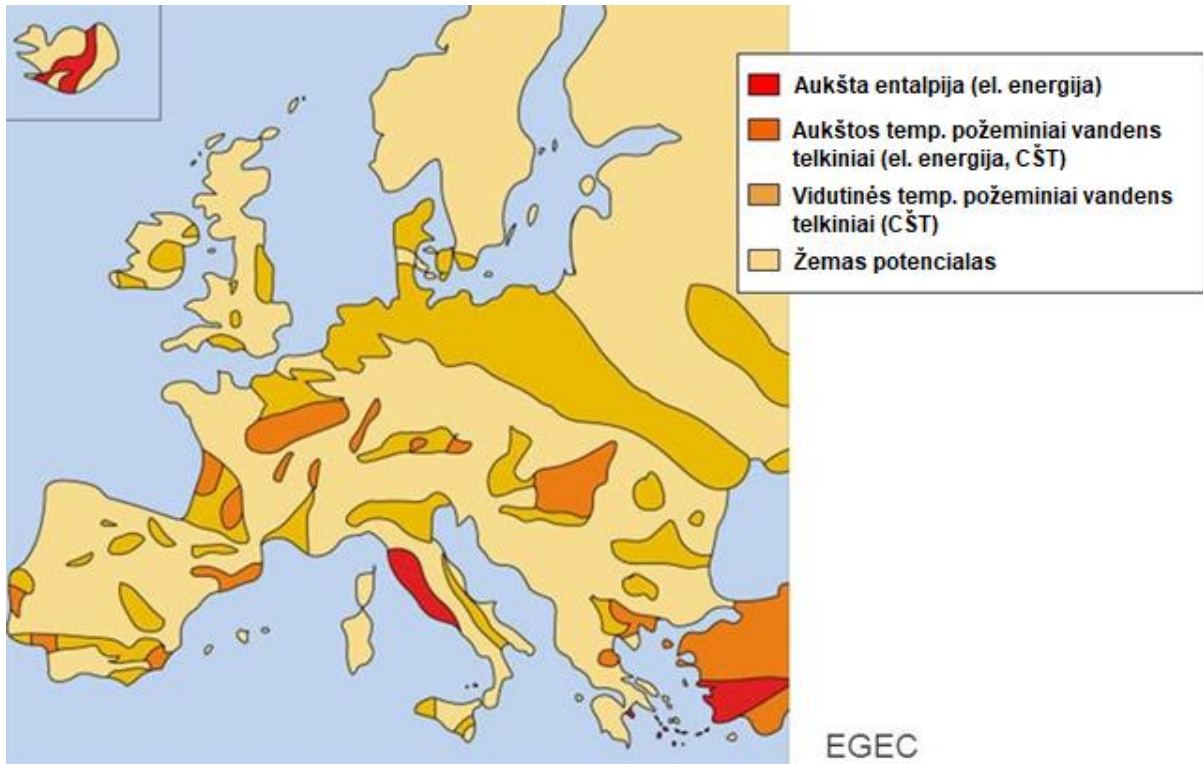 Aukšta entalpija (el. energija)
Aukštos temp. požeminiai vandens
telkiniai (el. energija, CŠT)
Vidutinės temp. požeminiai vandens
telkiniai (CŠT)
Žemas potencialas
EGEC